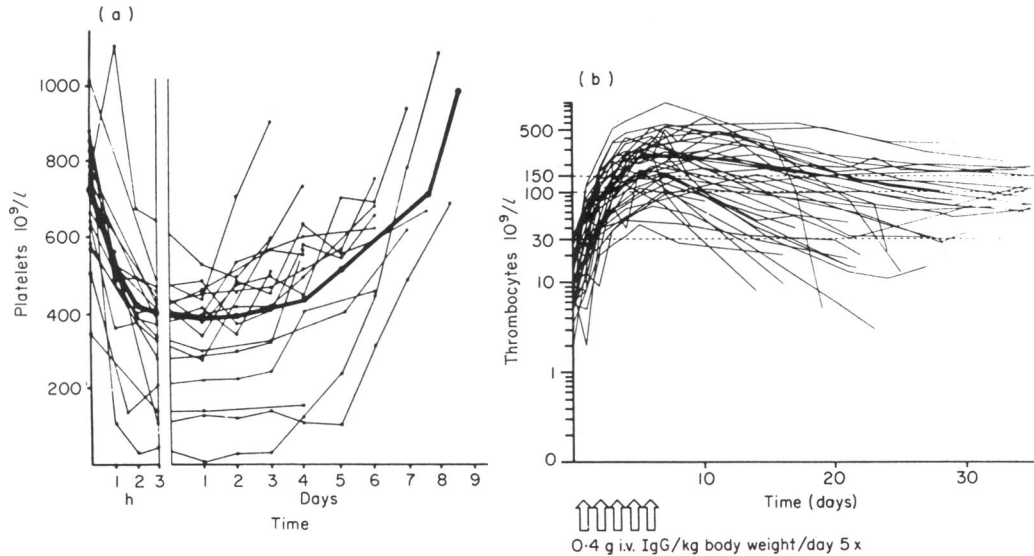 (a)
1000
800
600
400
200
Platelets 10⁹/l
1 2 3
h
1 2 3 4 5 6 7 8 9
Days
Time
(b)
500
150
100
30
10
1
0
Thrombocytes 10⁹/l
10 20 30
Time (days)
0·4 g i.v. IgG/kg body weight/day 5x